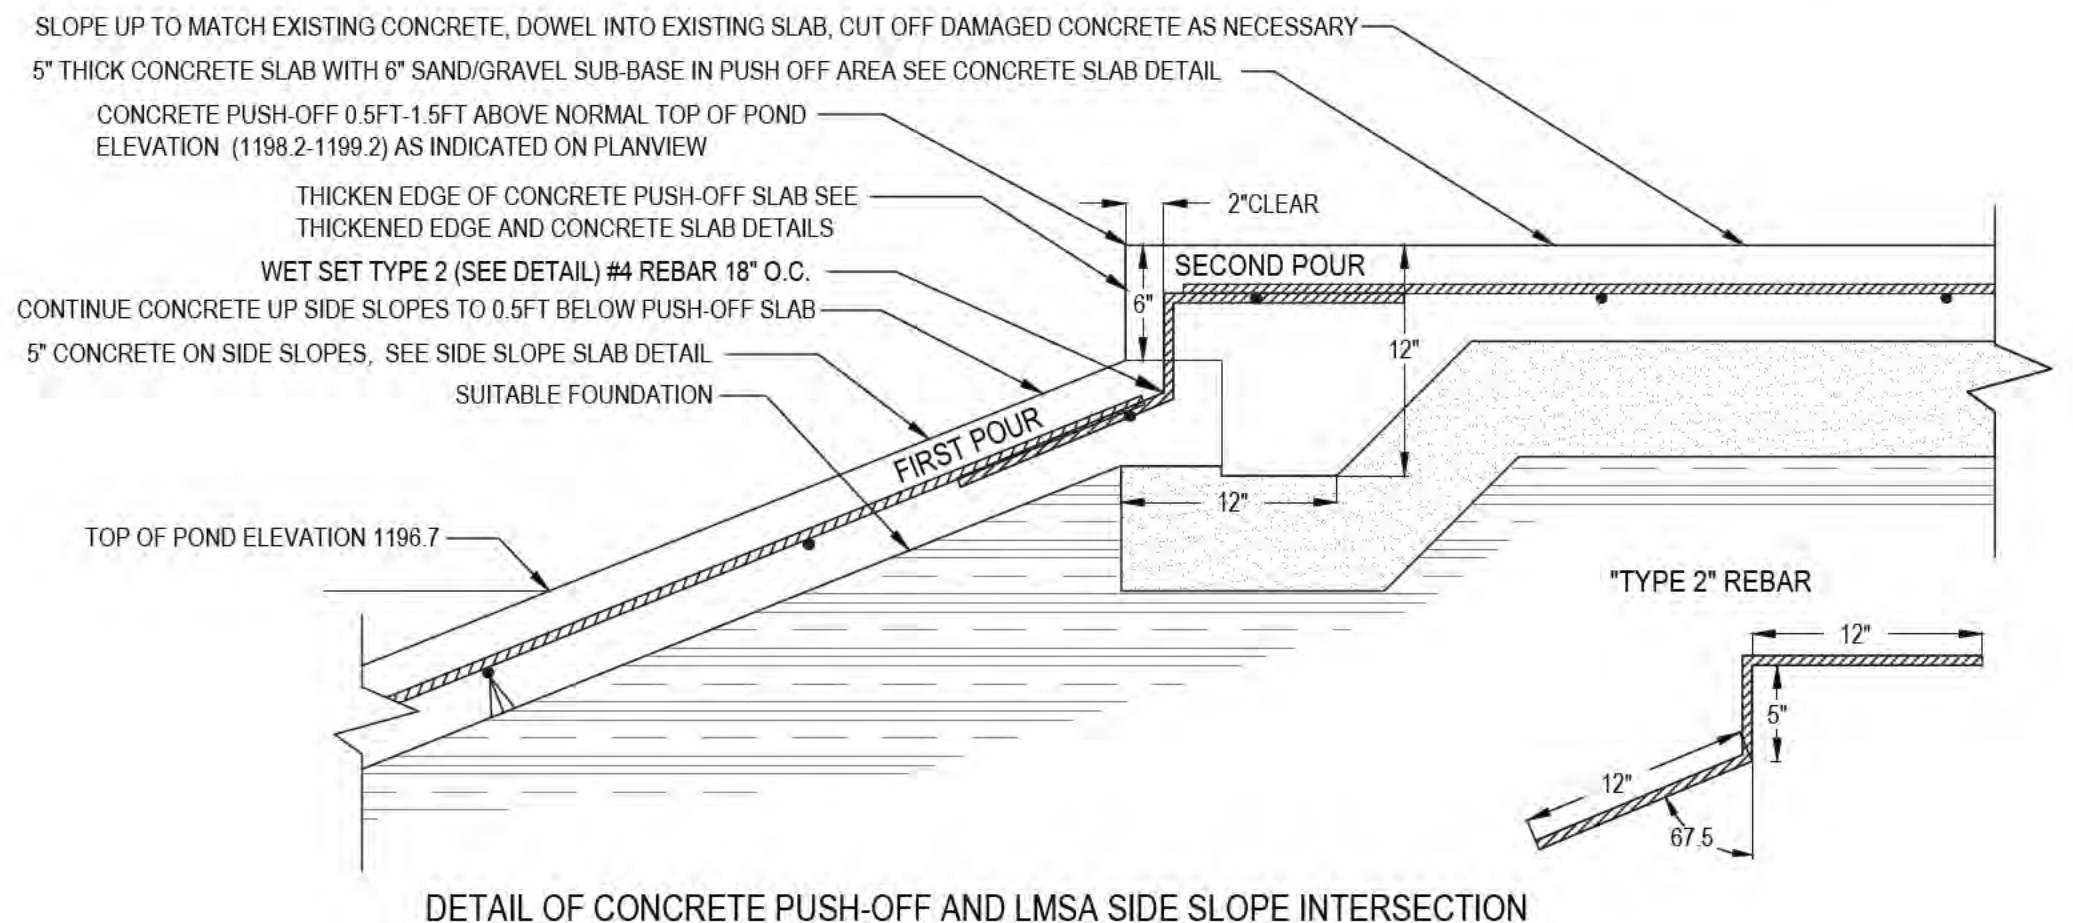 SLOPE UP TO MATCH EXISTING CONCRETE, DOWEL INTO EXISTING SLAB, CUT OFF DAMAGED CONCRETE AS NECESSARY
5" THICK CONCRETE SLAB WITH 6" SAND/GRAVEL SUB-BASE IN PUSH OFF AREA SEE CONCRETE SLAB DETAIL
CONCRETE PUSH-OFF 0.5FT-1.5FT ABOVE NORMAL TOP OF POND
ELEVATION (1198.2-1199.2) AS INDICATED ON PLANVIEW
THICKEN EDGE OF CONCRETE PUSH-OFF SLAB SEE
THICKENED EDGE AND CONCRETE SLAB DETAILS
2"CLEAR
WET SET TYPE 2 (SEE DETAIL) #4 REBAR 18" O.C.
SECOND POUR
CONTINUE CONCRETE UP SIDE SLOPES TO 0.5FT BELOW PUSH-OFF SLAB
6"
5" CONCRETE ON SIDE SLOPES, SEE SIDE SLOPE SLAB DETAIL
12"
SUITABLE FOUNDATION
FIRST POUR
12"
TOP OF POND ELEVATION 1196.7
"TYPE 2" REBAR
12"
5"
12"
67.5
DETAIL OF CONCRETE PUSH-OFF AND LMSA SIDE SLOPE INTERSECTION